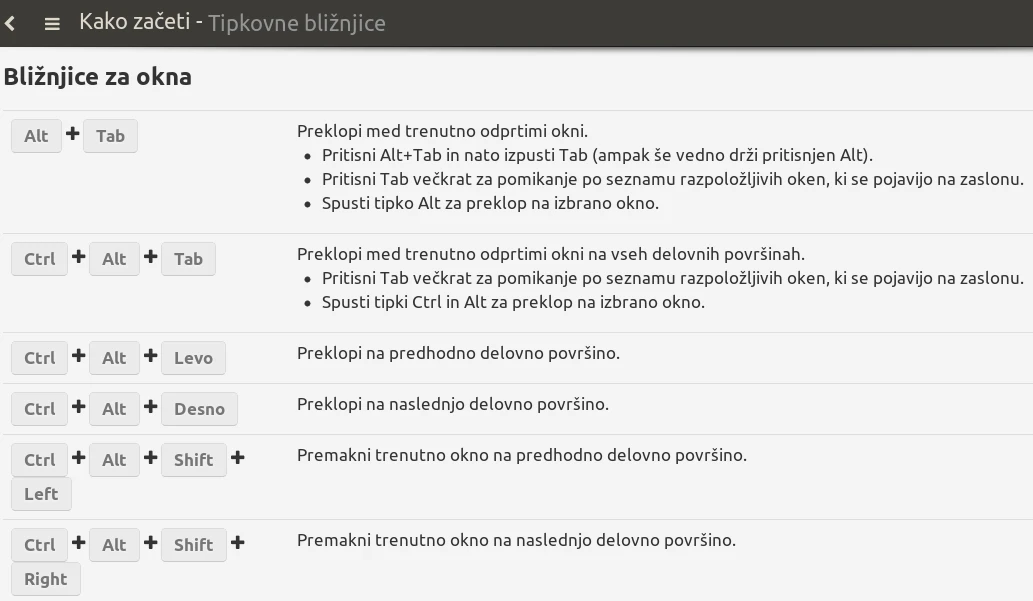 Kako začeti - Tipkovne bližnjice
Bližnjice za okna
Alt + Tab
Preklopi med trenutno odprtimi okni.
• Pritisni Alt+Tab in nato izpusti Tab (ampak še vedno drži pritisnjen Alt).
• Pritisni Tab večkrat za pomikanje po seznamu razpoložljivih oken, ki se pojavijo na zaslonu.
• Spusti tipko Alt za preklop na izbrano okno.
Ctrl + Alt + Tab
Preklopi med trenutno odprtimi okni na vseh delovnih površinah.
• Pritisni Tab večkrat za pomikanje po seznamu razpoložljivih oken, ki se pojavijo na zaslonu.
• Spusti tipki Ctrl in Alt za preklop na izbrano okno.
Ctrl + Alt + Levo
Preklopi na predhodno delovno površino.
Ctrl + Alt + Desno
Preklopi na naslednjo delovno površino.
Ctrl + Alt + Shift +
Left
Premakni trenutno okno na predhodno delovno površino.
Ctrl + Alt + Shift +
Right
Premakni trenutno okno na naslednjo delovno površino.